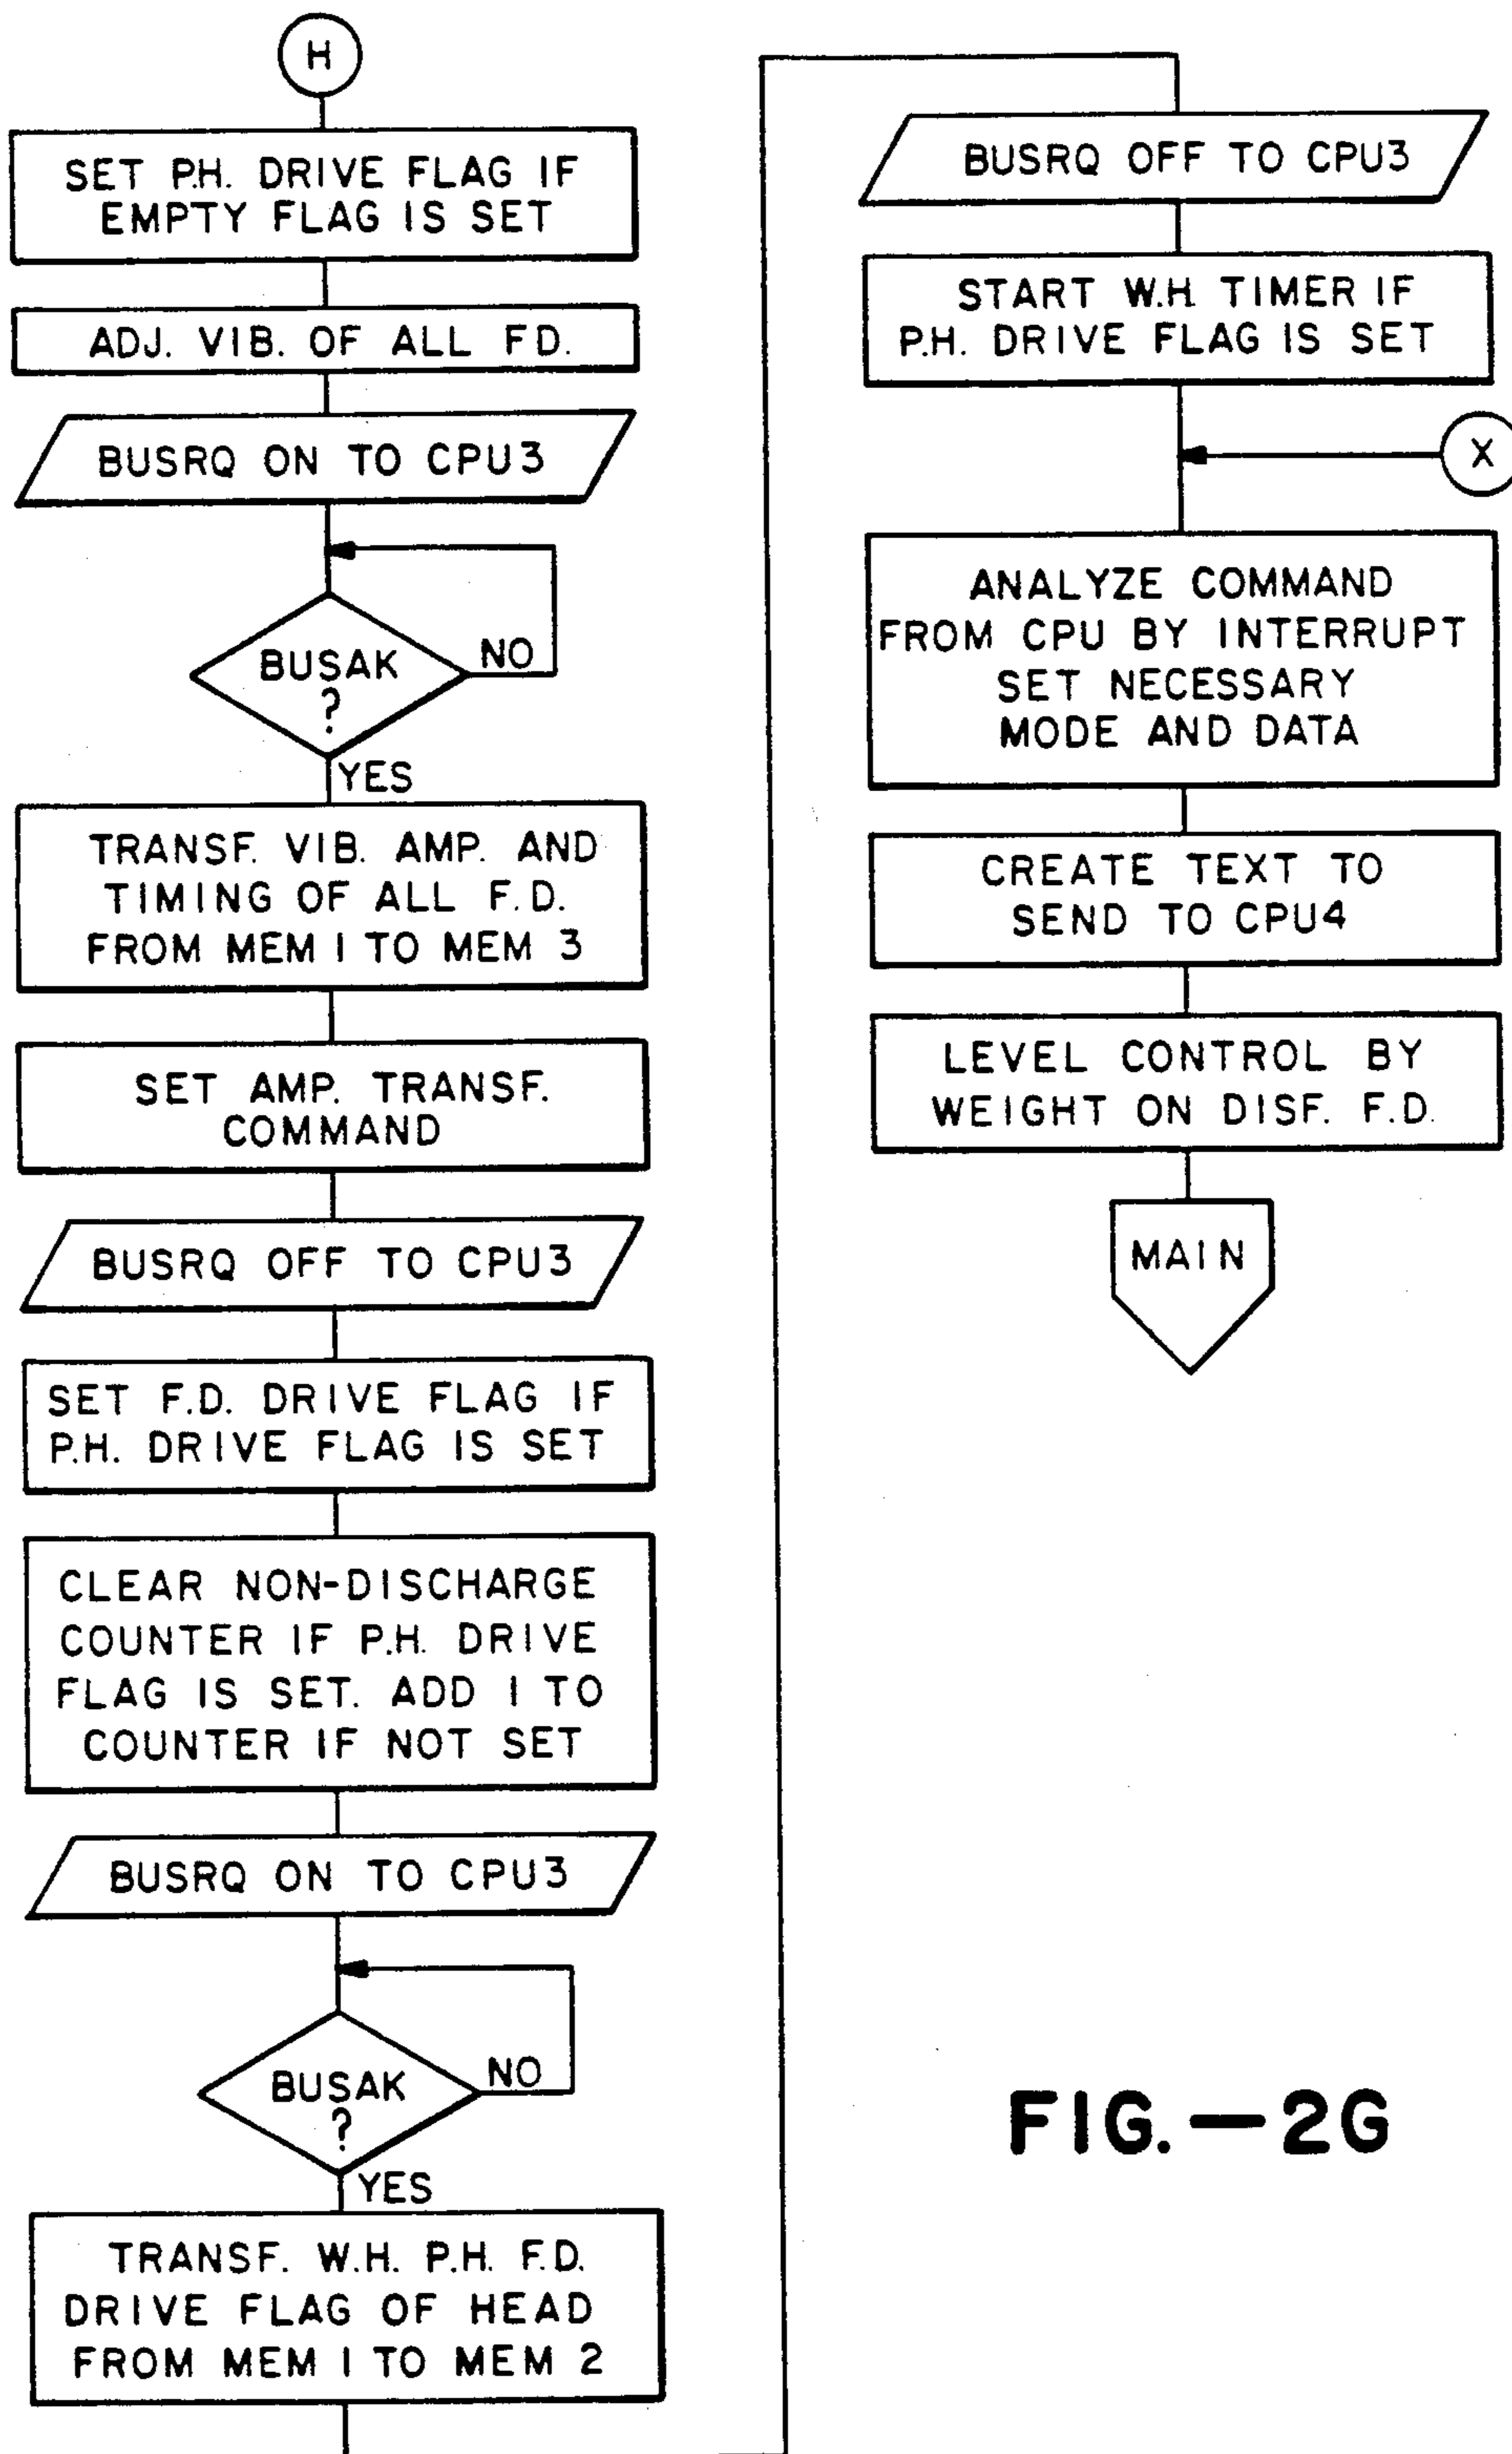 H
SET P.H. DRIVE FLAG IF
EMPTY FLAG IS SET
ADJ. VIB. OF ALL F.D.
BUSRQ ON TO CPU3
BUSAK
?
NO
YES
TRANSF. VIB. AMP. AND
TIMING OF ALL F.D.
FROM MEM 1 TO MEM 3
SET AMP. TRANSF.
COMMAND
BUSRQ OFF TO CPU3
SET F.D. DRIVE FLAG IF
P.H. DRIVE FLAG IS SET
CLEAR NON-DISCHARGE
COUNTER IF P.H. DRIVE
FLAG IS SET. ADD 1 TO
COUNTER IF NOT SET
BUSRQ ON TO CPU3
BUSAK
?
NO
YES
TRANSF. W.H. P.H. F.D.
DRIVE FLAG OF HEAD
FROM MEM 1 TO MEM 2
BUSRQ OFF TO CPU3
START W.H. TIMER IF
P.H. DRIVE FLAG IS SET
X
ANALYZE COMMAND
FROM CPU BY INTERRUPT
SET NECESSARY
MODE AND DATA
CREATE TEXT TO
SEND TO CPU4
LEVEL CONTROL BY
WEIGHT ON DISF. F.D.
MAIN
FIG.—2G